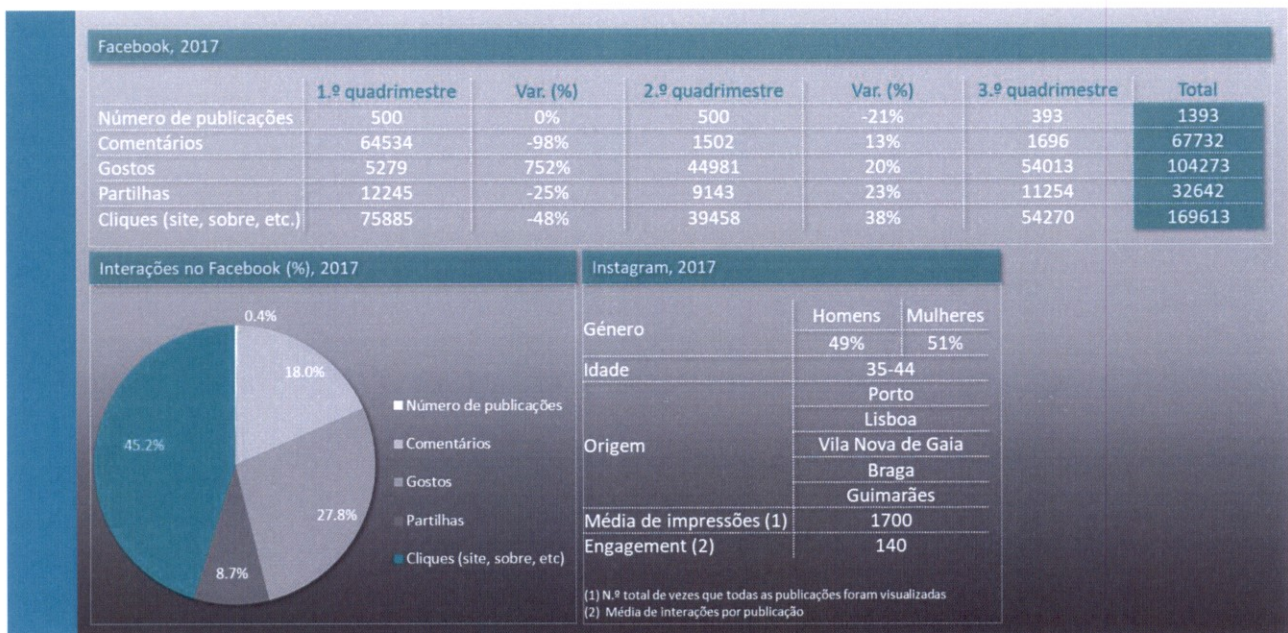 Facebook, 2017
1.º quadrimestre Var. (%) 2.º quadrimestre Var. (%) 3.º quadrimestre Total
Número de publicações 500 0% 500 -21% 393 1393
Comentários 64534 -98% 1502 13% 1696 67732
Gostos 5279 752% 44981 20% 54013 104273
Partilhas 12245 -25% 9143 23% 11254 32642
Cliques (site, sobre, etc.) 75885 -48% 39458 38% 54270 169613
Interações no Facebook (%), 2017
0.4%
18.0%
27.8%
8.7%
45.2%
Número de publicações
Comentários
Gostos
Partilhas
Cliques (site, sobre, etc)
Instagram, 2017
Género Homens Mulheres
49% 51%
Idade 35-44
Origem Porto
Lisboa
Vila Nova de Gaia
Braga
Guimarães
Média de impressões (1) 1700
Engagement (2) 140
(1) N.º total de vezes que todas as publicações foram visualizadas
(2) Média de interações por publicação